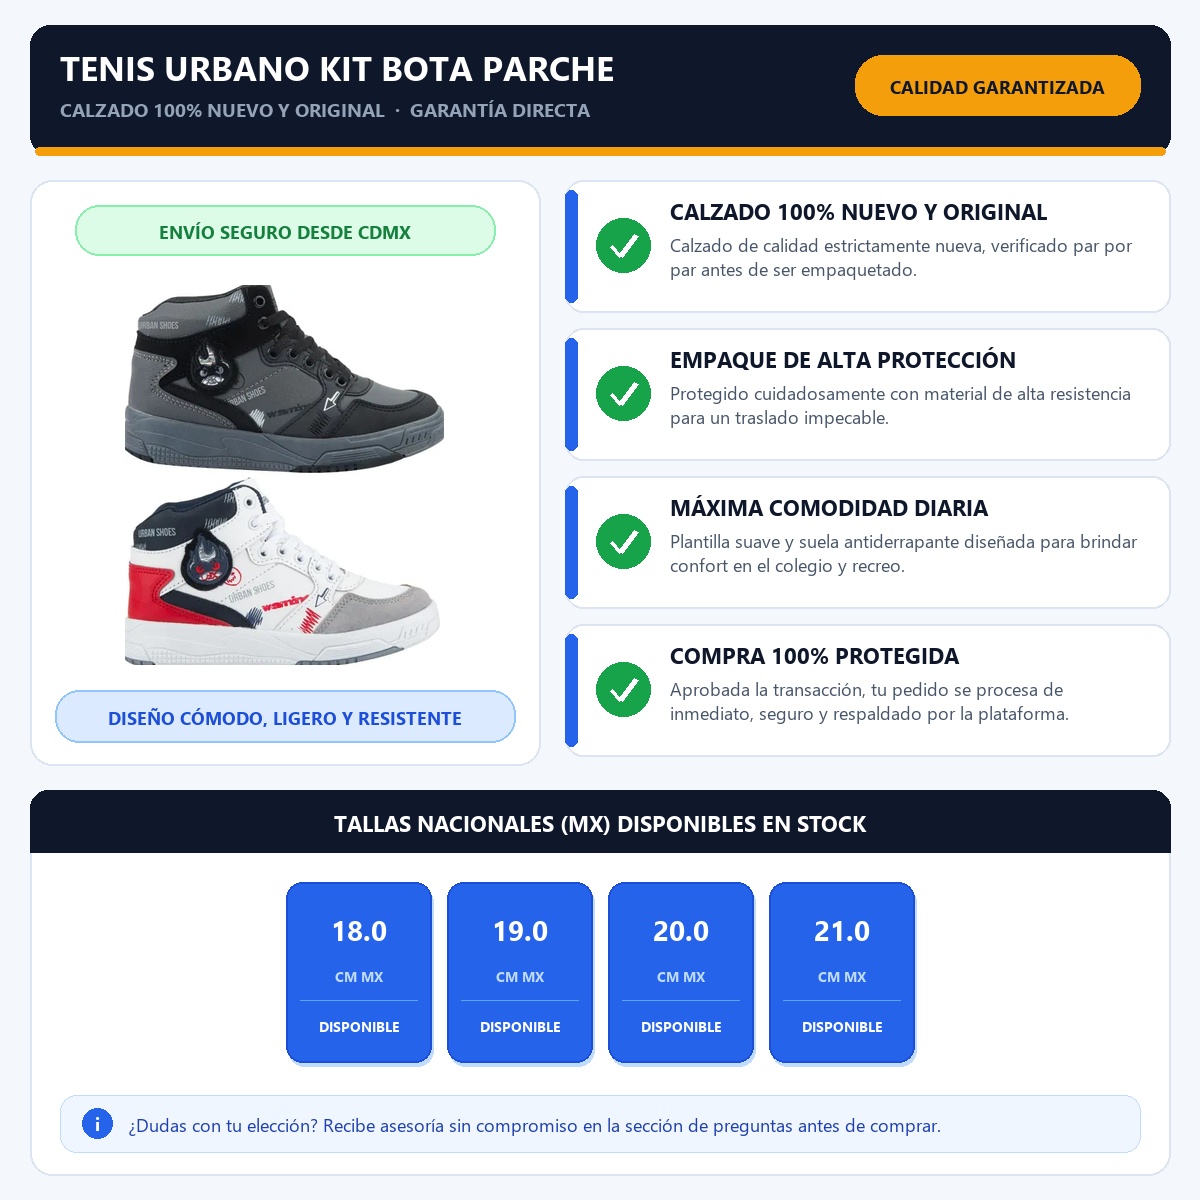 TENIS URBANO KIT BOTA PARCHE
CALZADO 100% NUEVO Y ORIGINAL · GARANTÍA DIRECTA
CALIDAD GARANTIZADA
ENVÍO SEGURO DESDE CDMX
URBAN SHOES
URBAN SHOES
URBAN SHOES
DISEÑO CÓMODO, LIGERO Y RESISTENTE
CALZADO 100% NUEVO Y ORIGINAL
Calzado de calidad estrictamente nueva, verificado par por
par antes de ser empaquetado.
EMPAQUE DE ALTA PROTECCIÓN
Protegido cuidadosamente con material de alta resistencia
para un traslado impecable.
MÁXIMA COMODIDAD DIARIA
Plantilla suave y suela antiderrapante diseñada para brindar
confort en el colegio y recreo.
COMPRA 100% PROTEGIDA
Aprobada la transacción, tu pedido se procesa de
inmediato, seguro y respaldado por la plataforma.
TALLAS NACIONALES (MX) DISPONIBLES EN STOCK
18.0
CM MX
DISPONIBLE
19.0
CM MX
DISPONIBLE
20.0
CM MX
DISPONIBLE
21.0
CM MX
DISPONIBLE
¿Dudas con tu elección? Recibe asesoría sin compromiso en la sección de preguntas antes de comprar.